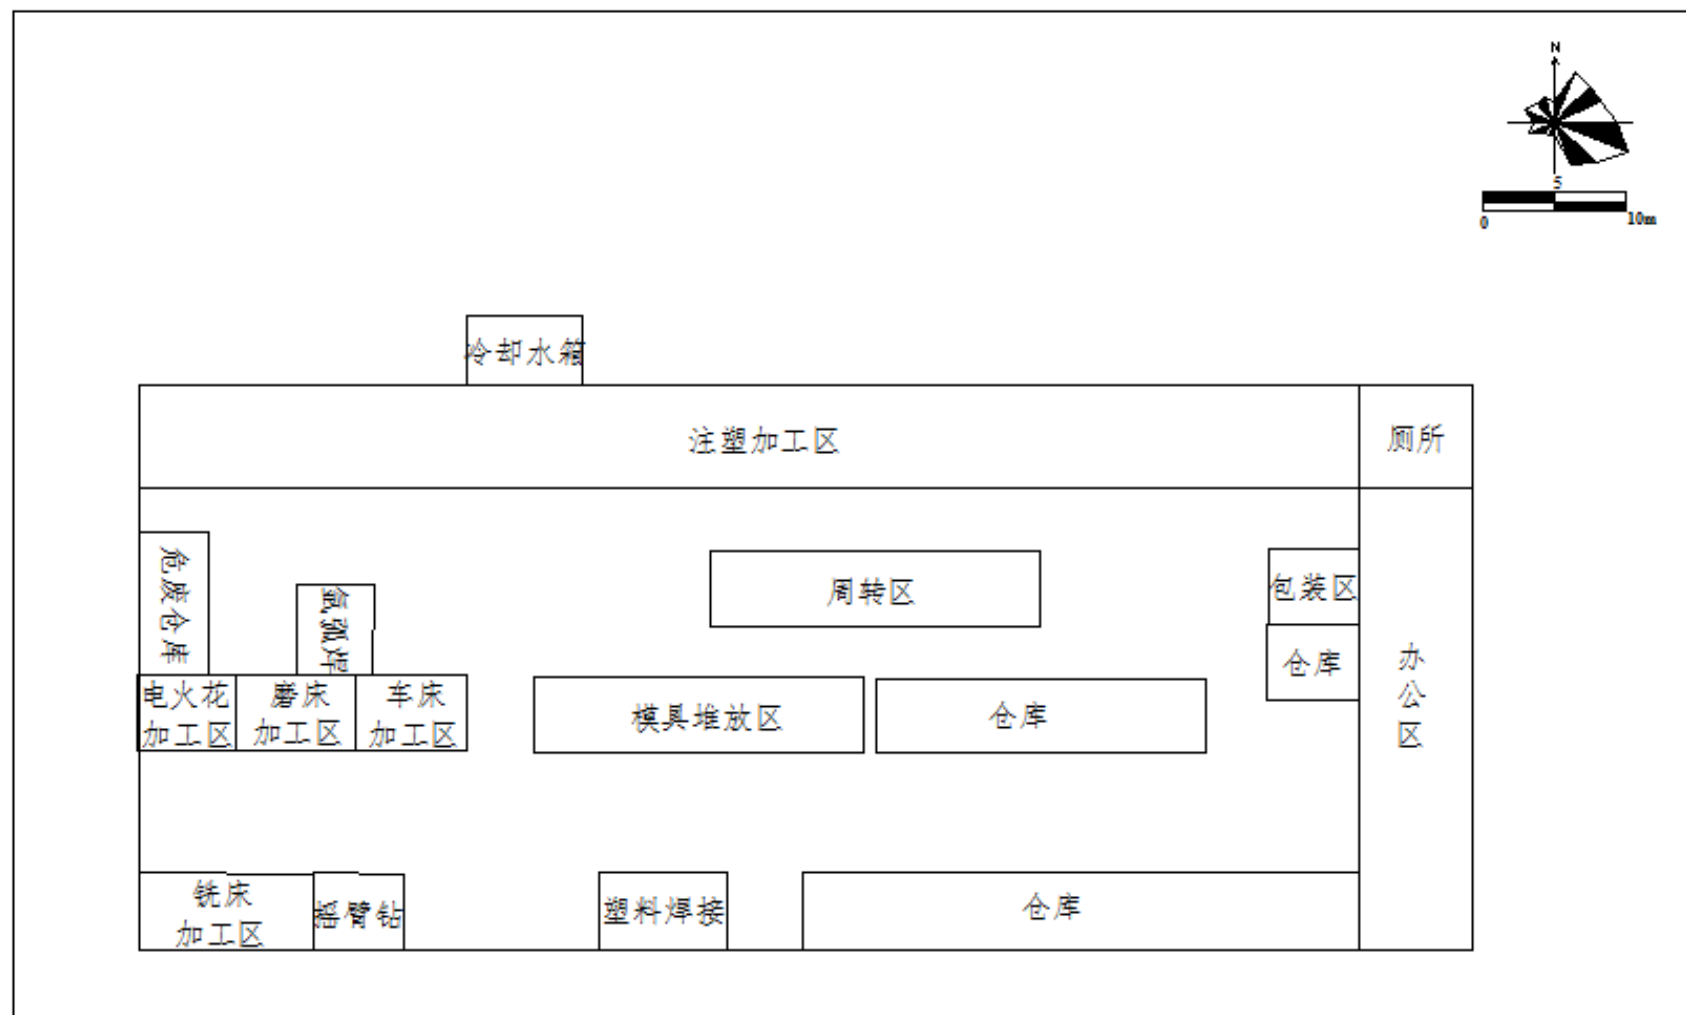 N
5
0
10m
冷却水箱
注塑加工区
厕所
危废仓库
氩弧焊
周转区
包装区
仓库
办公区
电火花
加工区
磨床
加工区
车床
加工区
模具堆放区
仓库
铣床
加工区
摇臂钻
塑料焊接
仓库